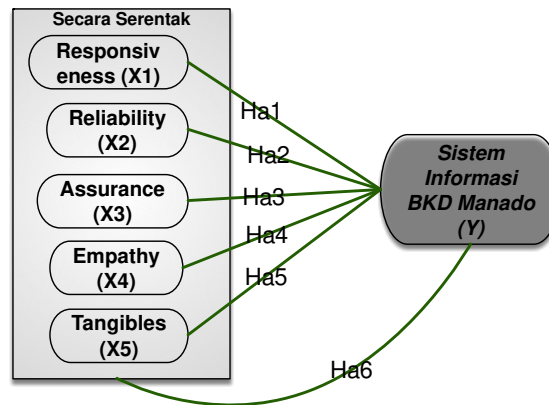 Secara Serentak
Responsiv
eness (X1)
Reliability
(X2)
Assurance
(X3)
Empathy
(X4)
Tangibles
(X5)
Ha1
Ha2
Ha3
Ha4
Ha5
Ha6
Sistem
Informasi
BKD Manado
(Y)